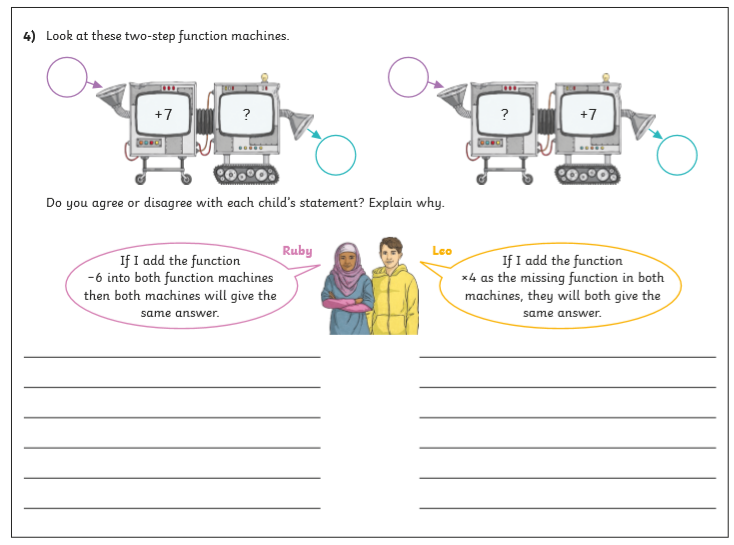 4) Look at these two-step function machines.
+7 ? ? +7
Do you agree or disagree with each child's statement? Explain why.
Ruby
If I add the function
−6 into both function machines
then both machines will give the
same answer.
Leo
If I add the function
×4 as the missing function in both
machines, they will both give the
same answer.